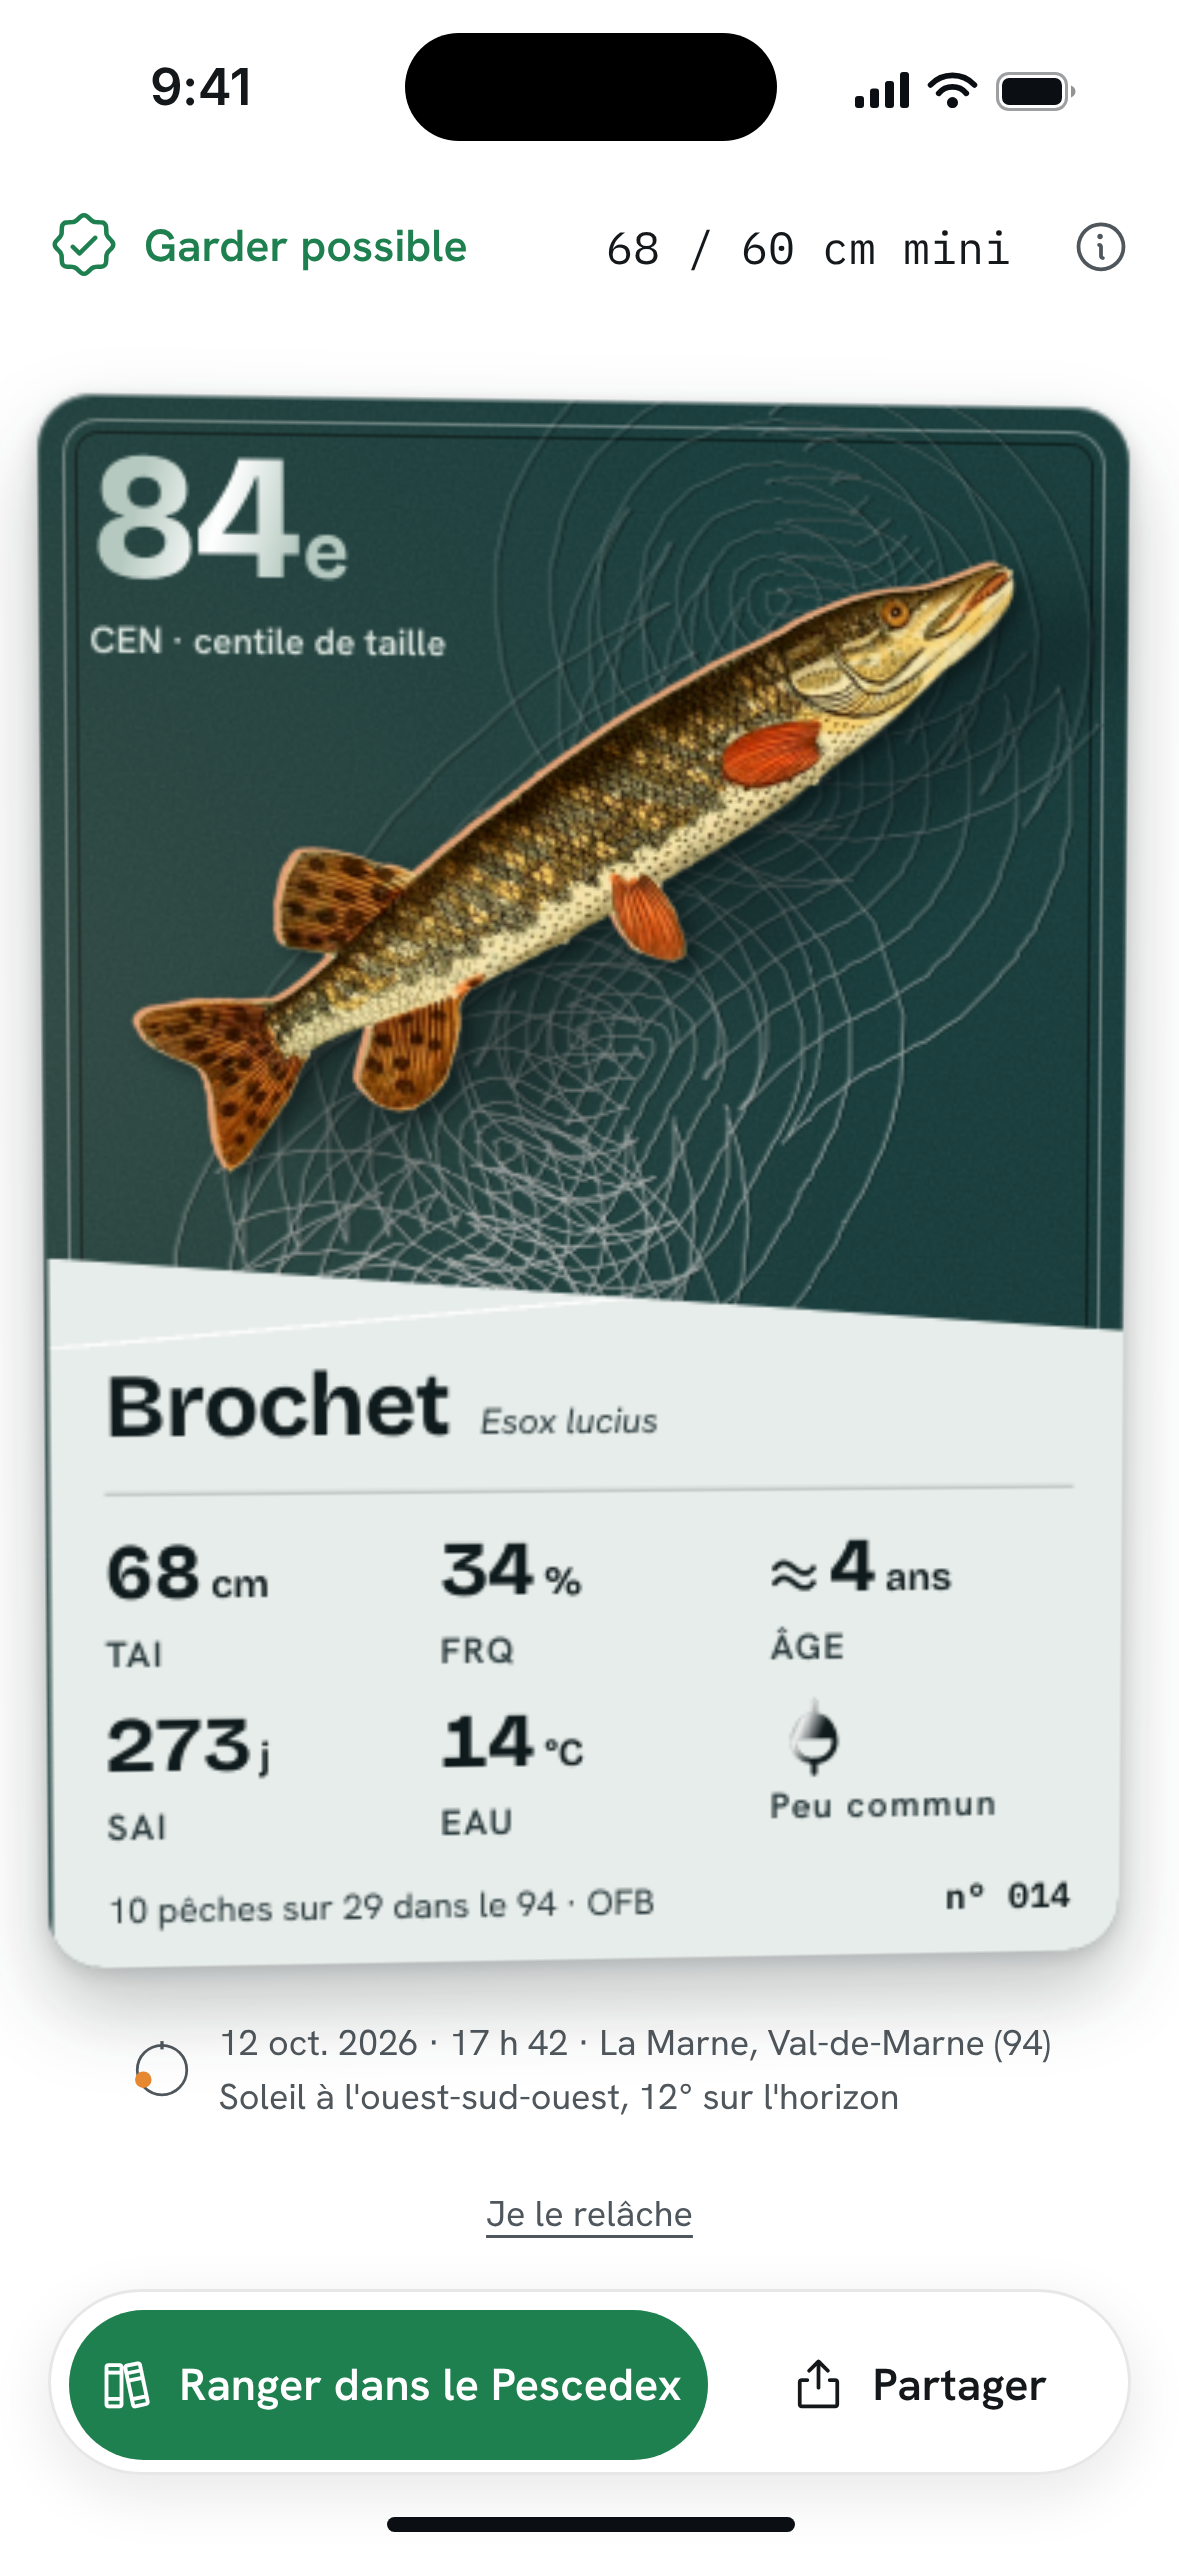 9:41
Garder possible
68 / 60 cm mini
84e
CEN · centile de taille
Brochet Esox lucius
68 cm
TAI
34 %
FRQ
≈ 4 ans
ÂGE
273 j
SAI
14 °C
EAU
Peu commun
10 pêches sur 29 dans le 94 · OFB
n° 014
12 oct. 2026 · 17 h 42 · La Marne, Val-de-Marne (94)
Soleil à l'ouest-sud-ouest, 12° sur l'horizon
Je le relâche
Ranger dans le Pescedex
Partager